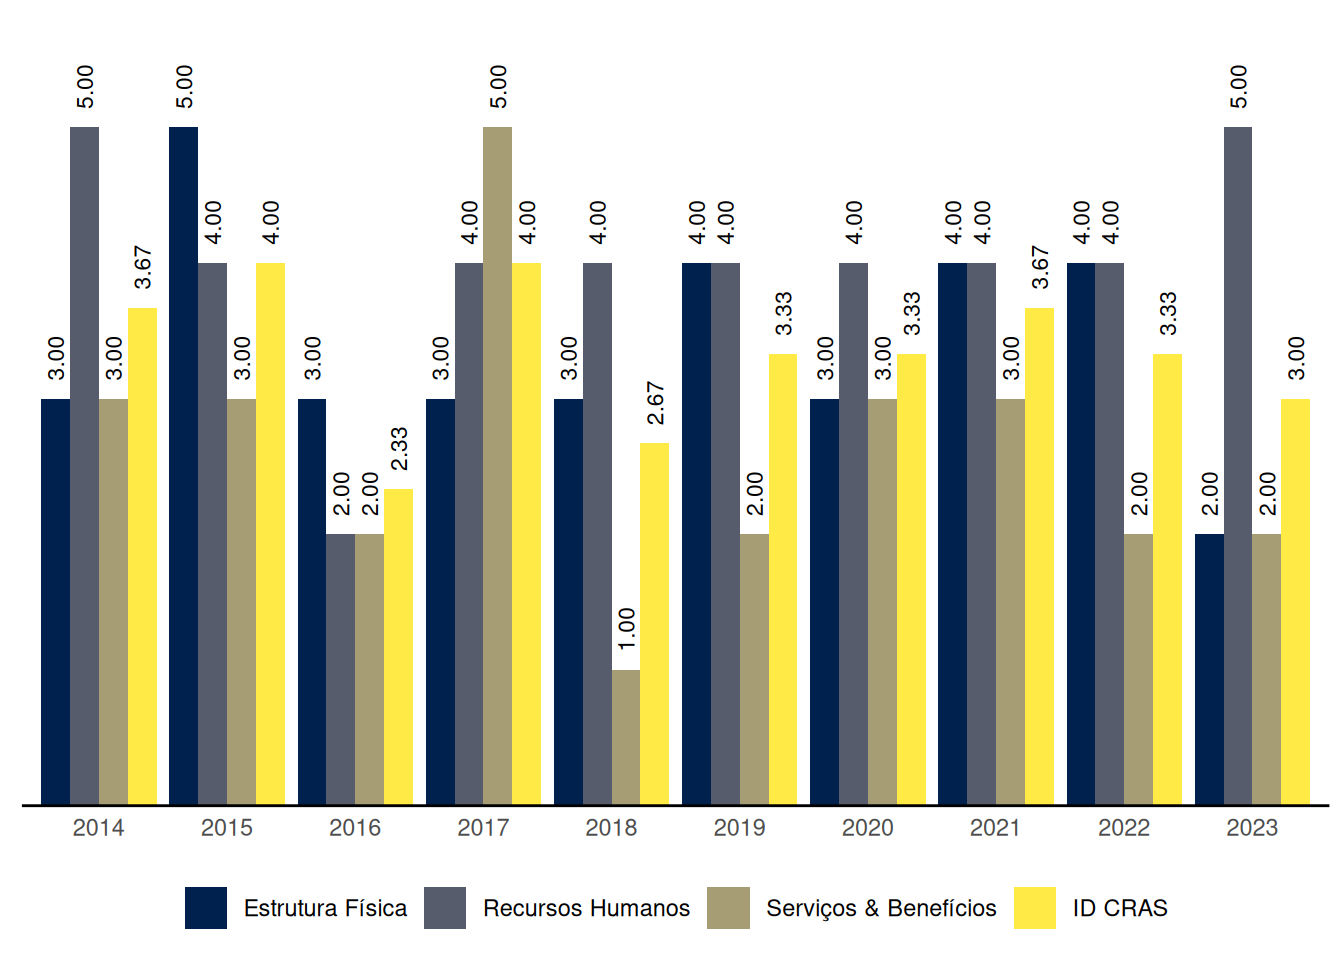 3.00 5.00 3.00 3.67
5.00 4.00 3.00 4.00
3.00 2.00 2.00 2.33
3.00 4.00 5.00 4.00
3.00 4.00 1.00 2.67
4.00 4.00 2.00 3.33
3.00 4.00 3.00 3.33
4.00 4.00 3.00 3.67
4.00 4.00 2.00 3.33
2.00 5.00 2.00 3.00
2014 2015 2016 2017 2018 2019 2020 2021 2022 2023
Estrutura Física Recursos Humanos Serviços & Benefícios ID CRAS